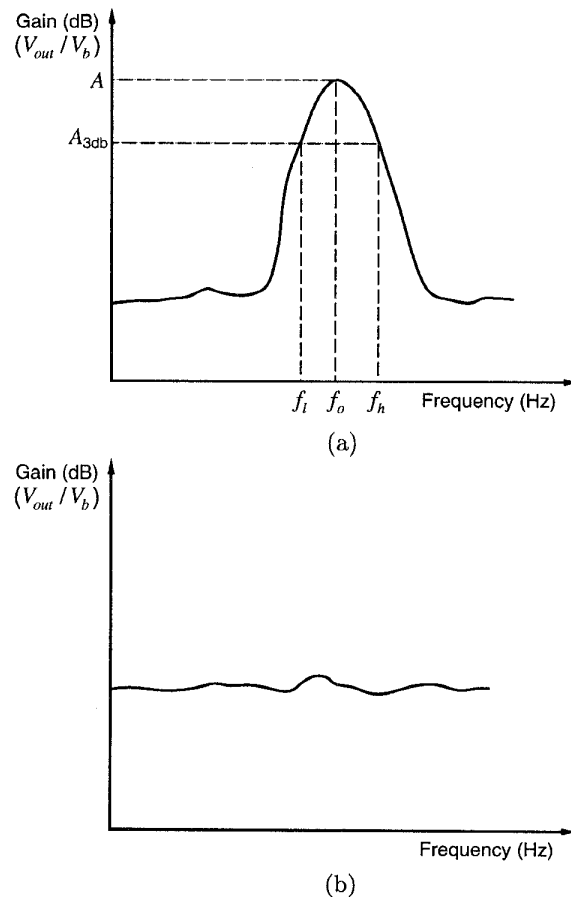 Gain (dB)
(V_out / V_b)
A
A_3db
f_l f_o f_h Frequency (Hz)
(a)
Gain (dB)
(V_out / V_b)
Frequency (Hz)
(b)